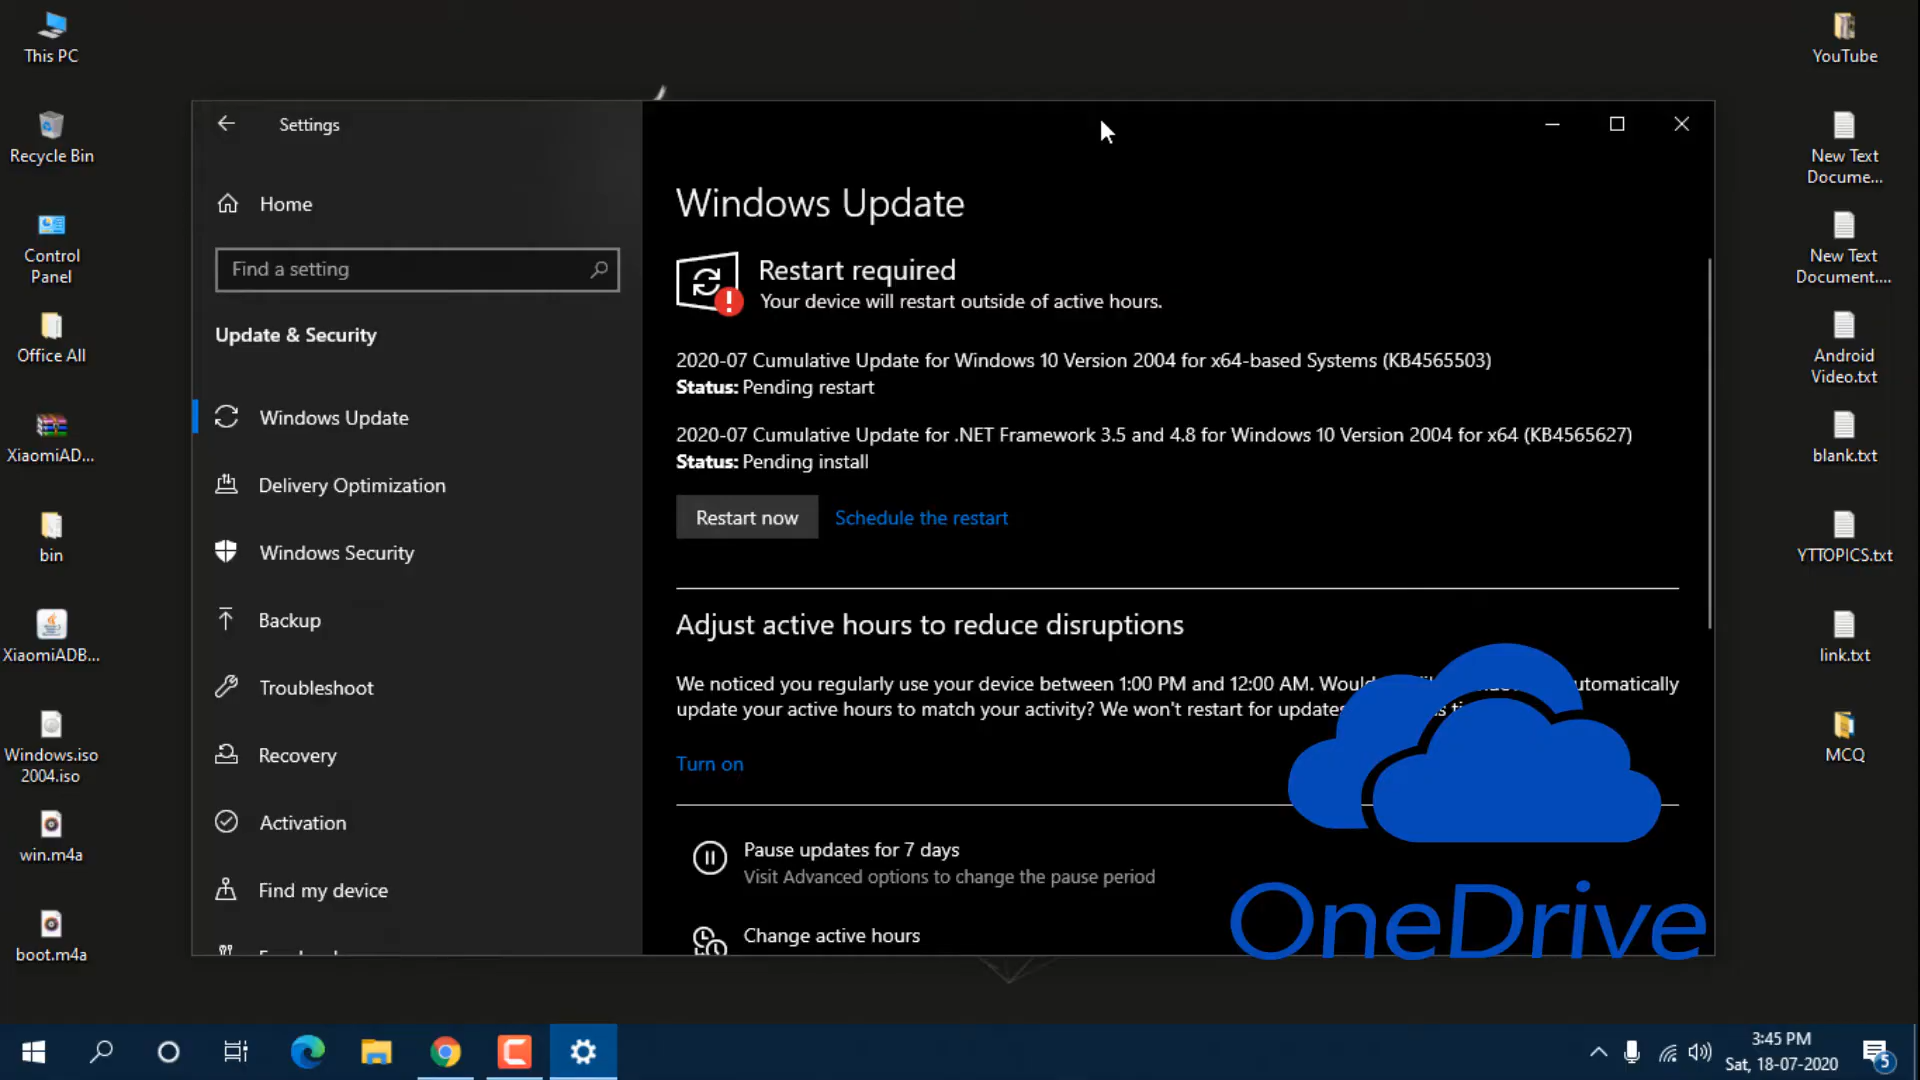 This PC
Recycle Bin
Control
Panel
Office All
XiaomiAD...
bin
XiaomiADB...
Windows.iso
2004.iso
win.m4a
boot.m4a
Settings
Home
Find a setting
Update & Security
Windows Update
Delivery Optimization
Windows Security
Backup
Troubleshoot
Recovery
Activation
Find my device
Windows Update
Restart required
Your device will restart outside of active hours.
2020-07 Cumulative Update for Windows 10 Version 2004 for x64-based Systems (KB4565503)
Status: Pending restart
2020-07 Cumulative Update for .NET Framework 3.5 and 4.8 for Windows 10 Version 2004 for x64 (KB4565627)
Status: Pending install
Restart now
Schedule the restart
Adjust active hours to reduce disruptions
We noticed you regularly use your device between 1:00 PM and 12:00 AM.
update your active hours to match your activity? We won't restart for
Turn on
Pause updates for 7 days
Visit Advanced options to change the pause period
Change active hours
OneDrive
YouTube
New Text
Docume...
New Text
Document....
Android
Video.txt
blank.txt
YTTOPICS.txt
link.txt
MCQ
3:45 PM
Sat, 18-07-2020
5